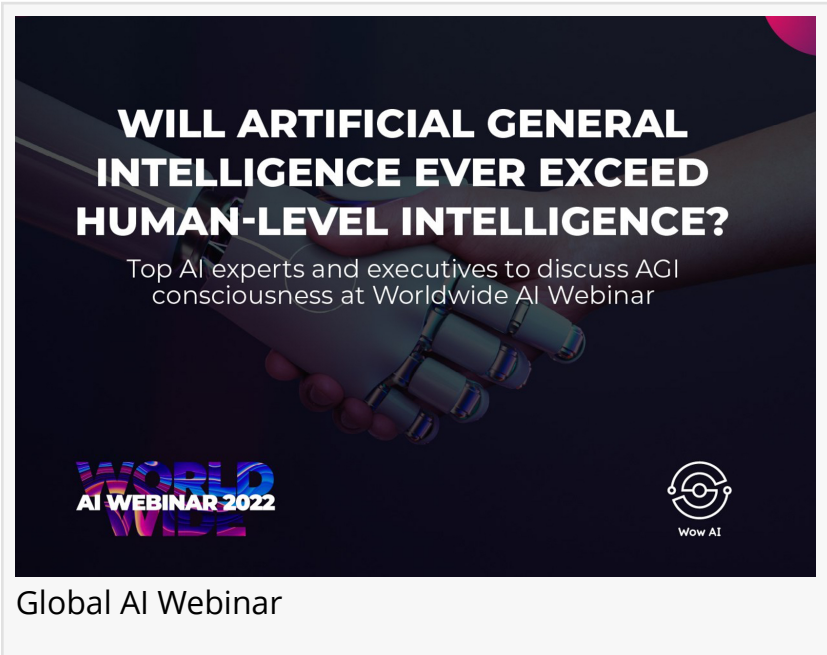 WILL ARTIFICIAL GENERAL
INTELLIGENCE EVER EXCEED
HUMAN-LEVEL INTELLIGENCE?
Top AI experts and executives to discuss AGI
consciousness at Worldwide AI Webinar
WORLD
AI WEBINAR 2022
WIDE
Wow AI
Global AI Webinar